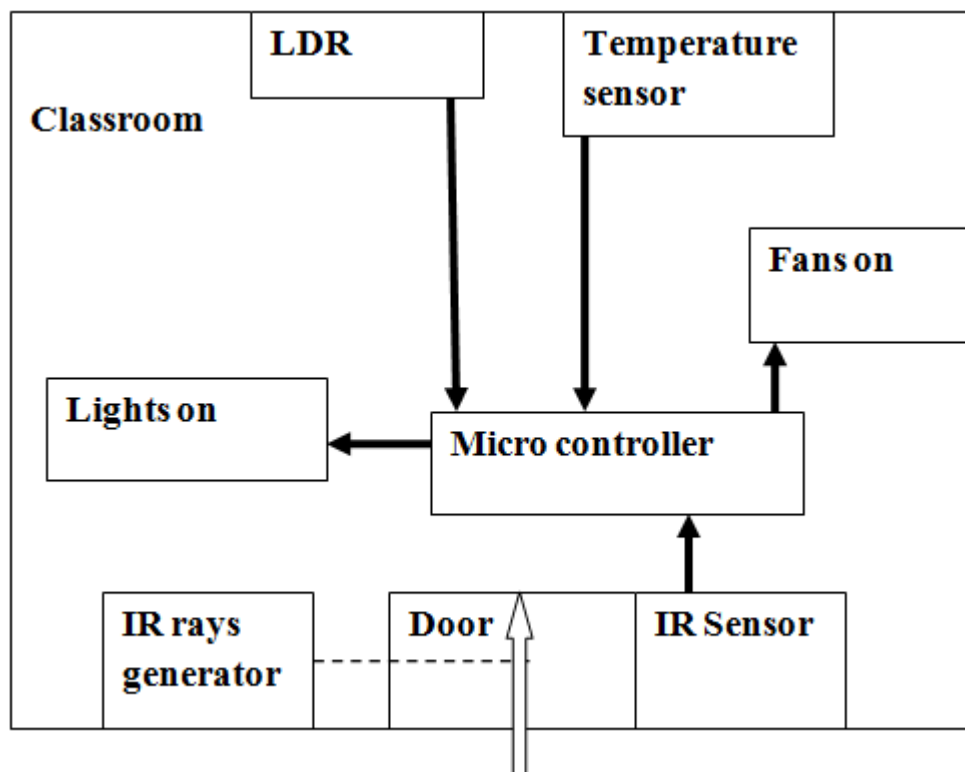 LDR
Temperature
sensor
Classroom
Fans on
Lights on
Micro controller
IR rays
generator
Door
IR Sensor